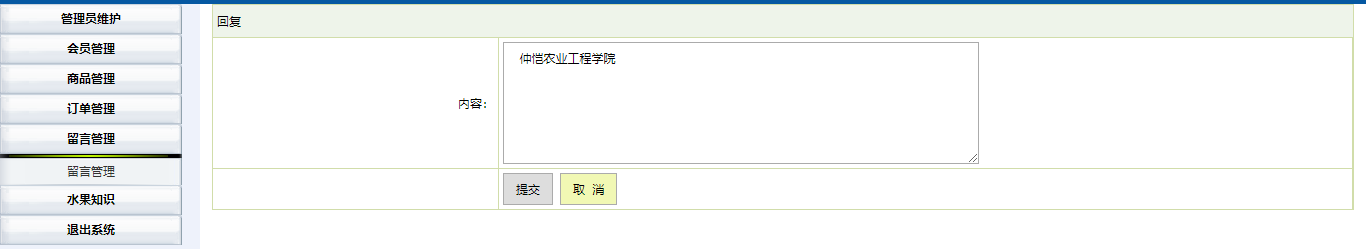 管理员维护
会员管理
商品管理
订单管理
留言管理
留言管理
水果知识
退出系统
回复
内容:
仲恺农业工程学院
提交
取 消